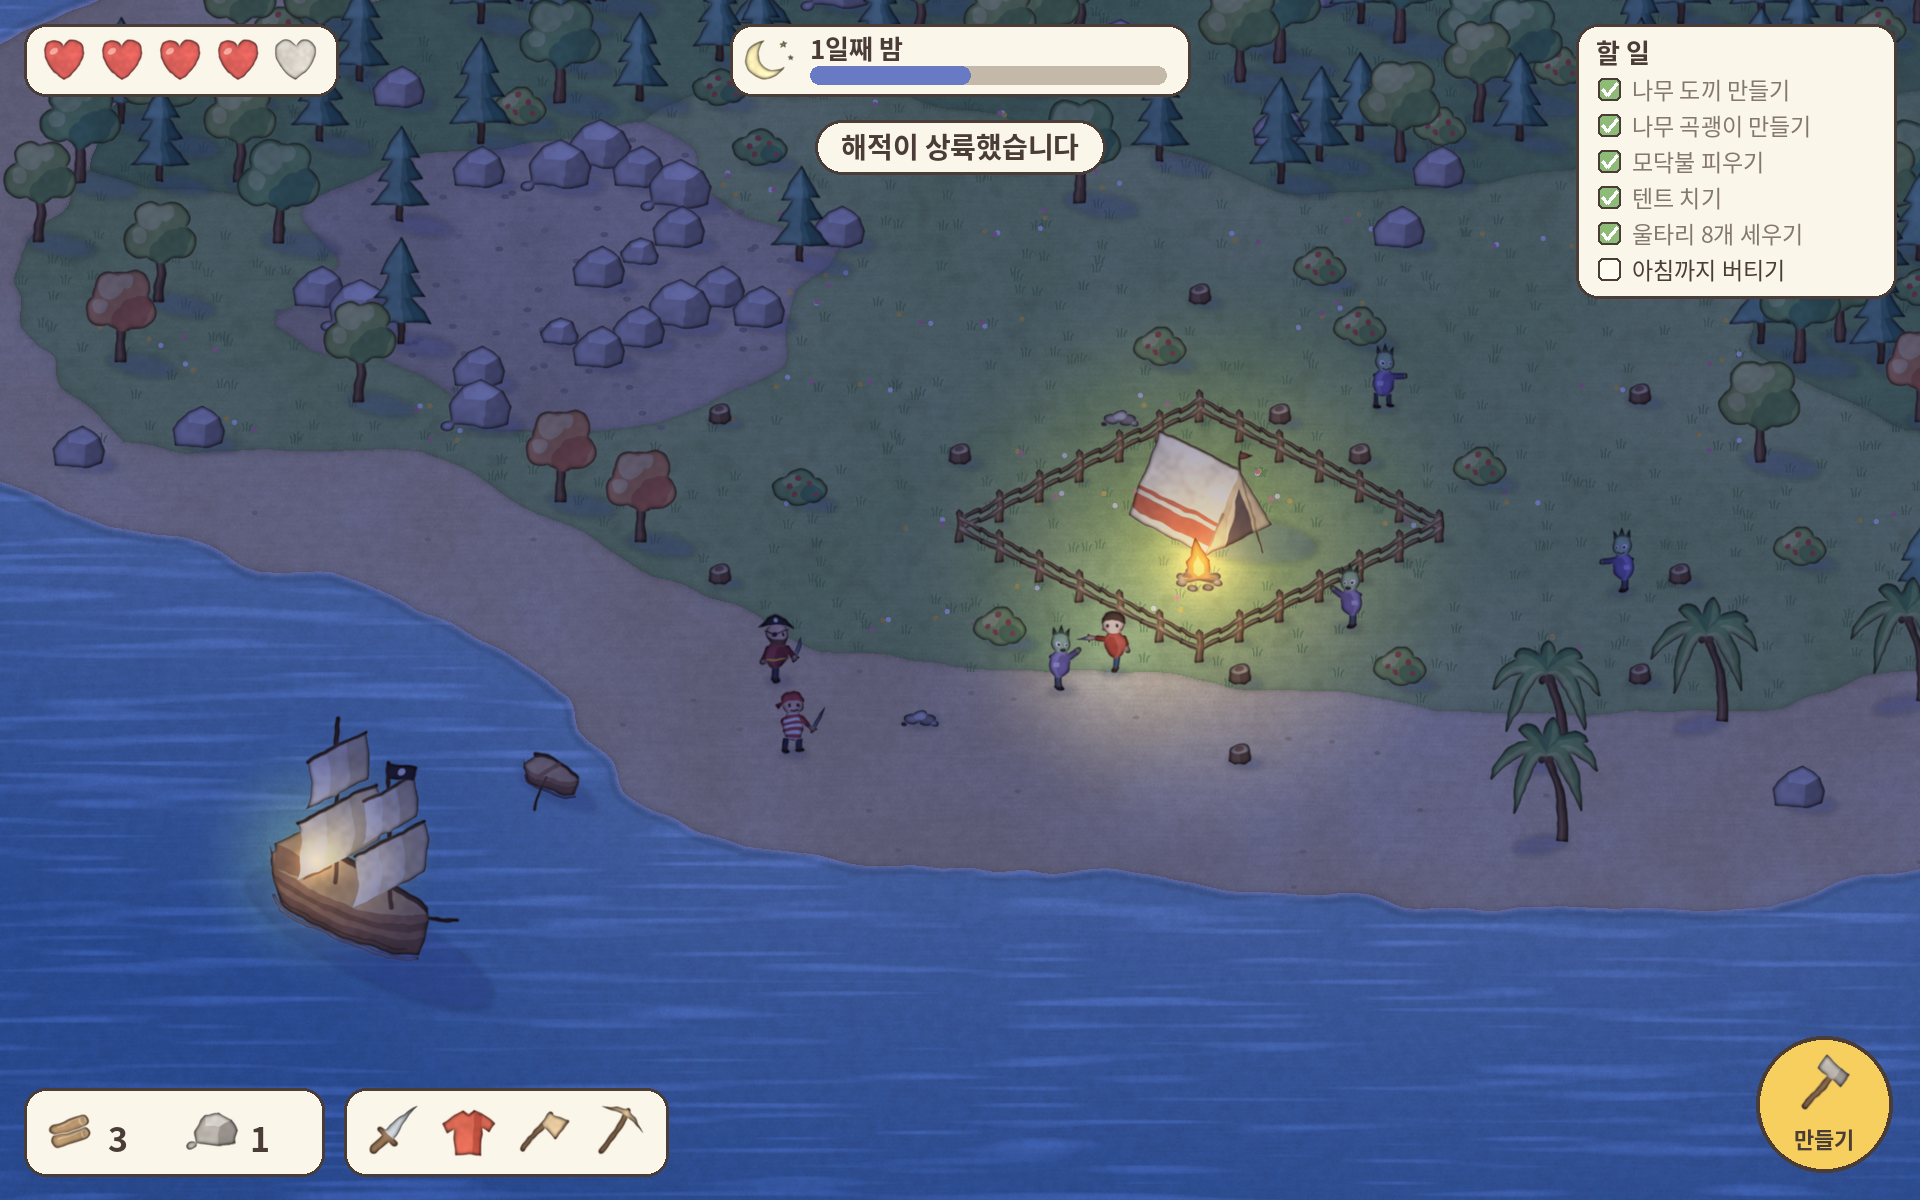 1일째 밤
해적이 상륙했습니다
할 일
나무 도끼 만들기
나무 곡괭이 만들기
모닥불 피우기
텐트 치기
울타리 8개 세우기
아침까지 버티기
3
1
만들기